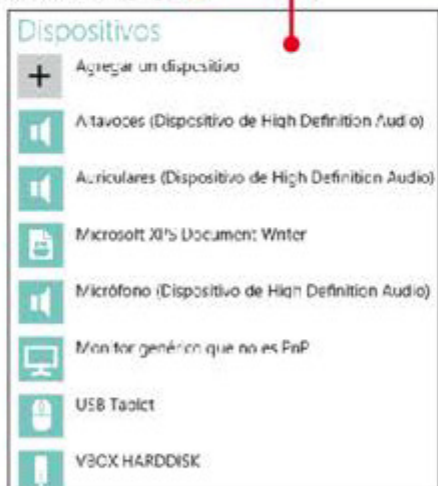 Dispositivos
Agregar un dispositivo
Altavoces (Dispositivo de High Definition Audio)
Auriculares (Dispositivo de High Definition Audio)
Microsoft XPS Document Writer
Micrófono (Dispositivo de High Definition Audio)
Monitor genérico que no es PnP
USB Tablet
VBOX HARDDISK